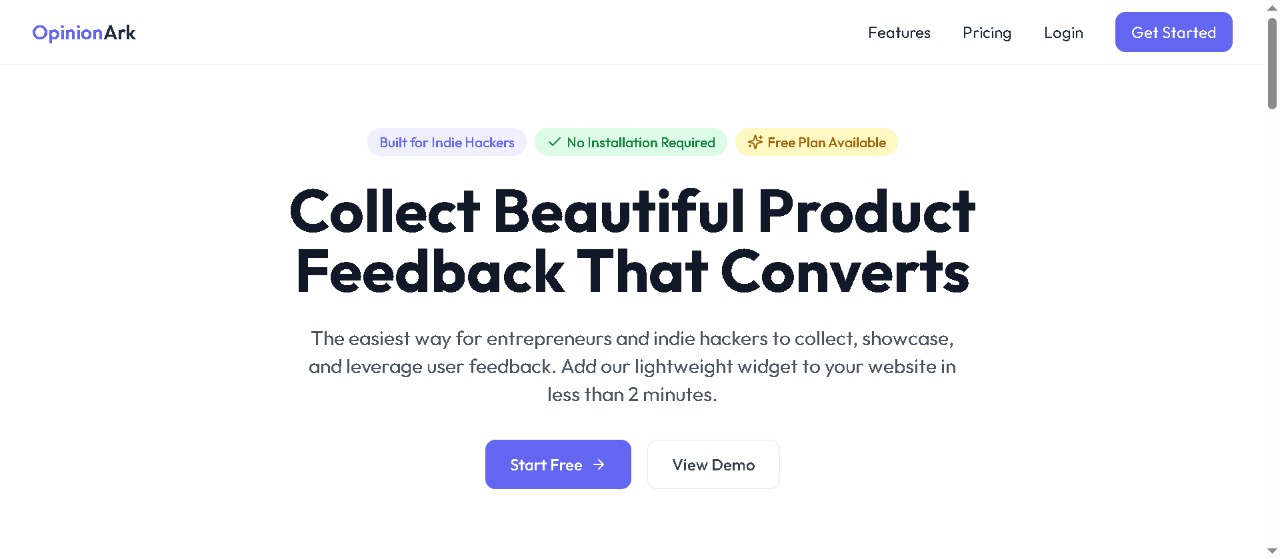 OpinionArk
Features
Pricing
Login
Get Started
Built for Indie Hackers
No Installation Required
Free Plan Available
Collect Beautiful Product
Feedback That Converts
The easiest way for entrepreneurs and indie hackers to collect, showcase,
and leverage user feedback. Add our lightweight widget to your website in
less than 2 minutes.
Start Free
View Demo